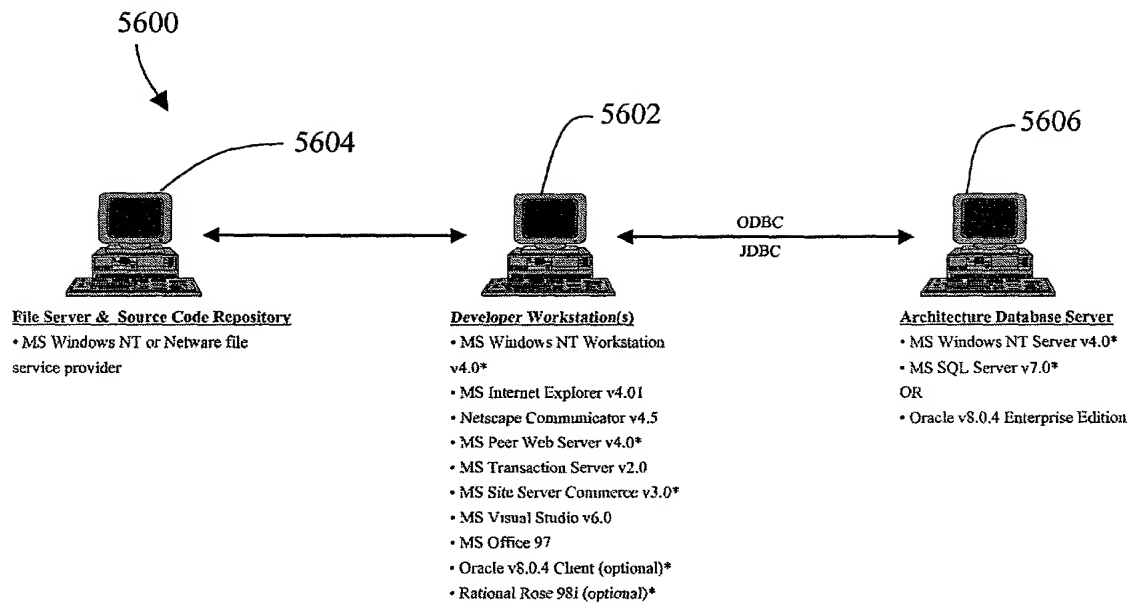 5600
5604
5602
5606
ODBC
JDBC
File Server & Source Code Repository
• MS Windows NT or Netware file
service provider
Developer Workstation(s)
• MS Windows NT Workstation
v4.0*
• MS Internet Explorer v4.01
• Netscape Communicator v4.5
• MS Peer Web Server v4.0*
• MS Transaction Server v2.0
• MS Site Server Commerce v3.0*
• MS Visual Studio v6.0
• MS Office 97
• Oracle v8.0.4 Client (optional)*
• Rational Rose 98i (optional)*
Architecture Database Server
• MS Windows NT Server v4.0*
• MS SQL Server v7.0*
OR
• Oracle v8.0.4 Enterprise Edition